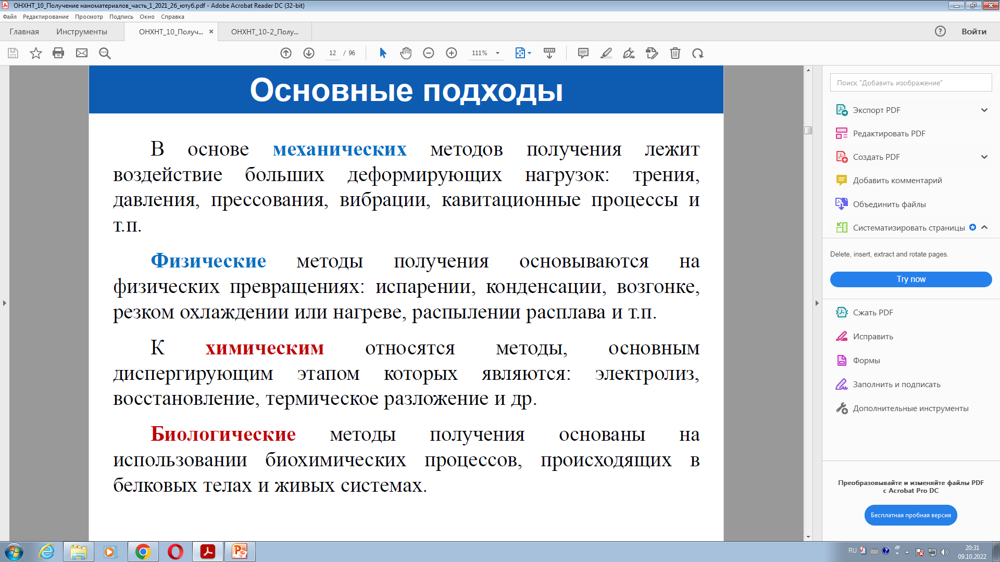 ОНХНТ_10_Получение наноматериалов_часть_1_2021_26_ютуб.pdf - Adobe Acrobat Reader DC (32-bit)
Файл Редактирование Просмотр Подпись Окно Справка
Главная Инструменты ОНХНТ_10_Получ... × ОНХНТ_10-2_Полу... Войти
12 / 96 111%
Основные подходы
В основе механических методов получения лежит
воздействие больших деформирующих нагрузок: трения,
давления, прессования, вибрации, кавитационные процессы и
т.п.
Физические методы получения основываются на
физических превращениях: испарении, конденсации, возгонке,
резком охлаждении или нагреве, распылении расплава и т.п.
К химическим относятся методы, основным
диспергирующим этапом которых являются: электролиз,
восстановление, термическое разложение и др.
Биологические методы получения основаны на
использовании биохимических процессов, происходящих в
белковых телах и живых системах.
Поиск "Добавить изображение"
Экспорт PDF
Редактировать PDF
Создать PDF
Добавить комментарий
Объединить файлы
Систематизировать страницы
Delete, insert, extract and rotate pages.
Try now
Сжать PDF
Исправить
Формы
Заполнить и подписать
Дополнительные инструменты
Преобразовывайте и изменяйте файлы PDF
с Acrobat Pro DC
Бесплатная пробная версия
RU
20:31
09.10.2022